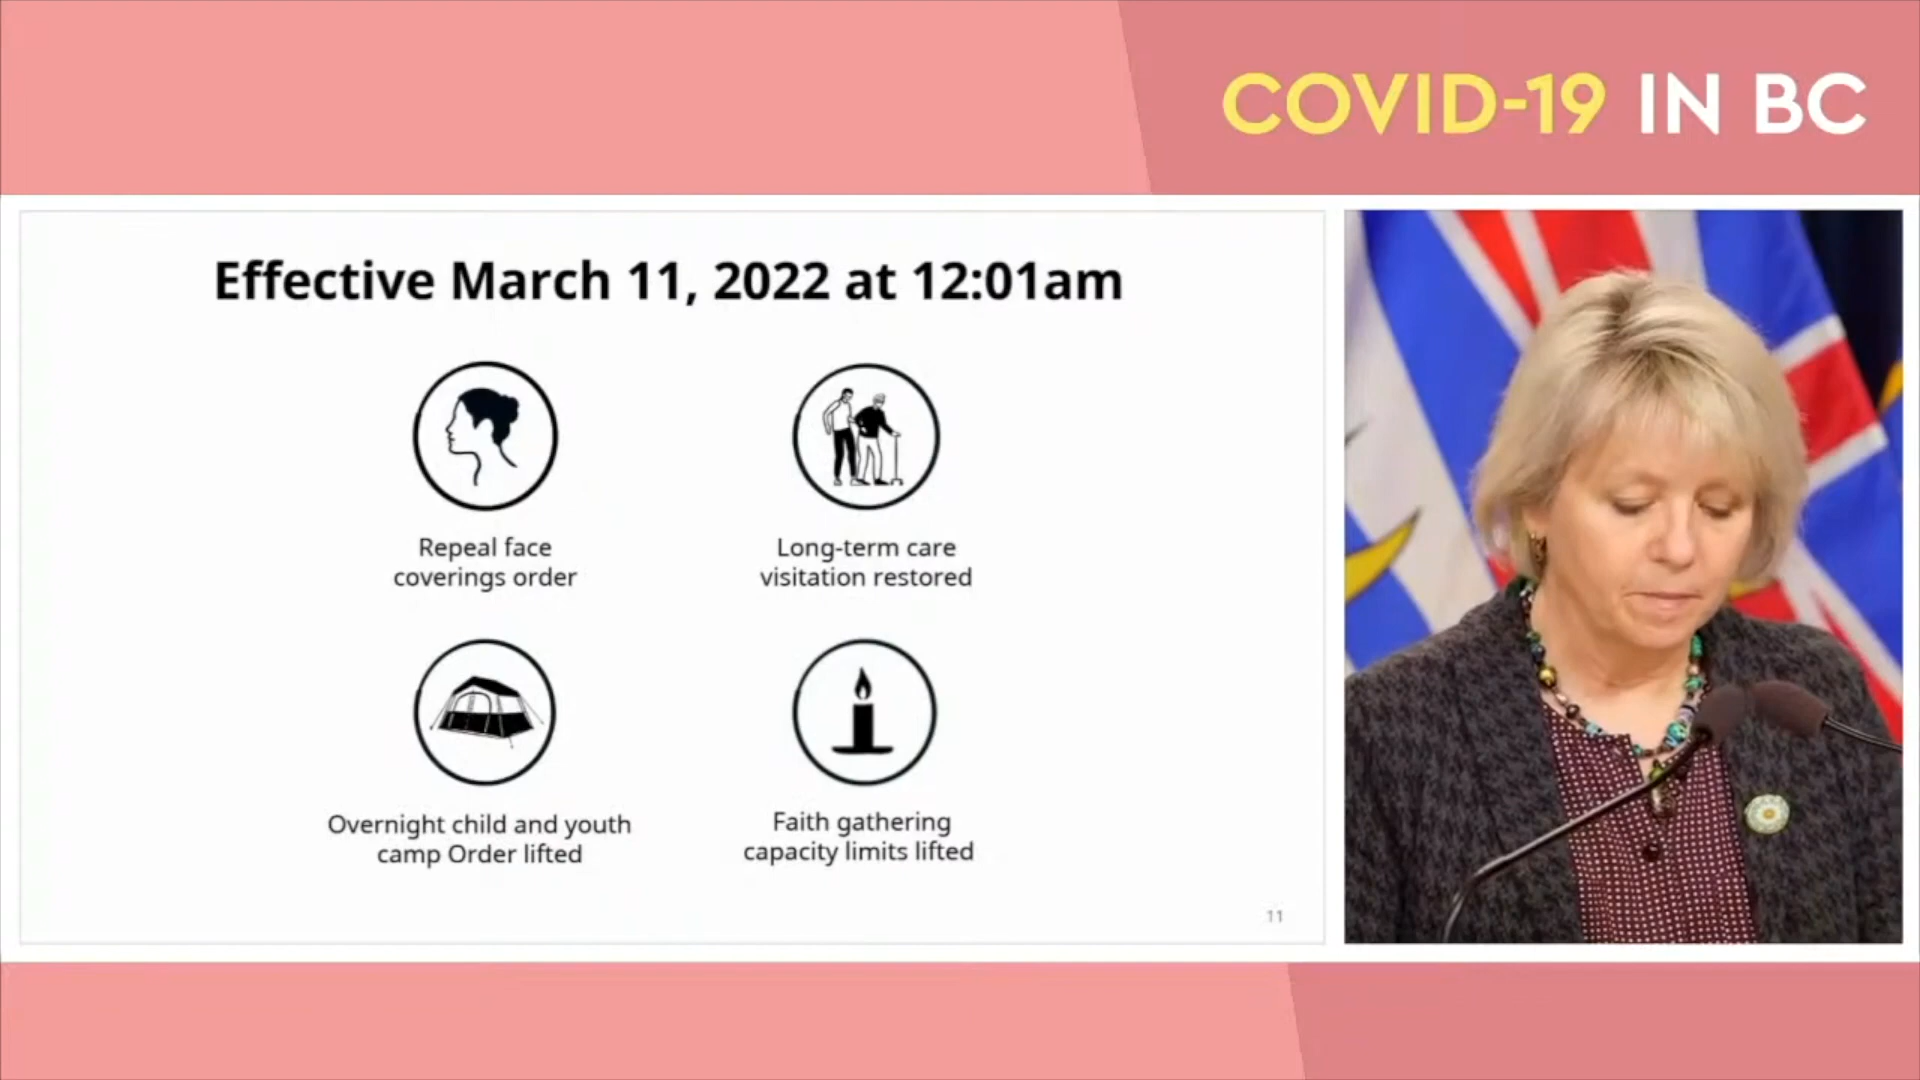 COVID-19 IN BC
Effective March 11, 2022 at 12:01am
Repeal face
coverings order
Long-term care
visitation restored
Overnight child and youth
camp Order lifted
Faith gathering
capacity limits lifted
11